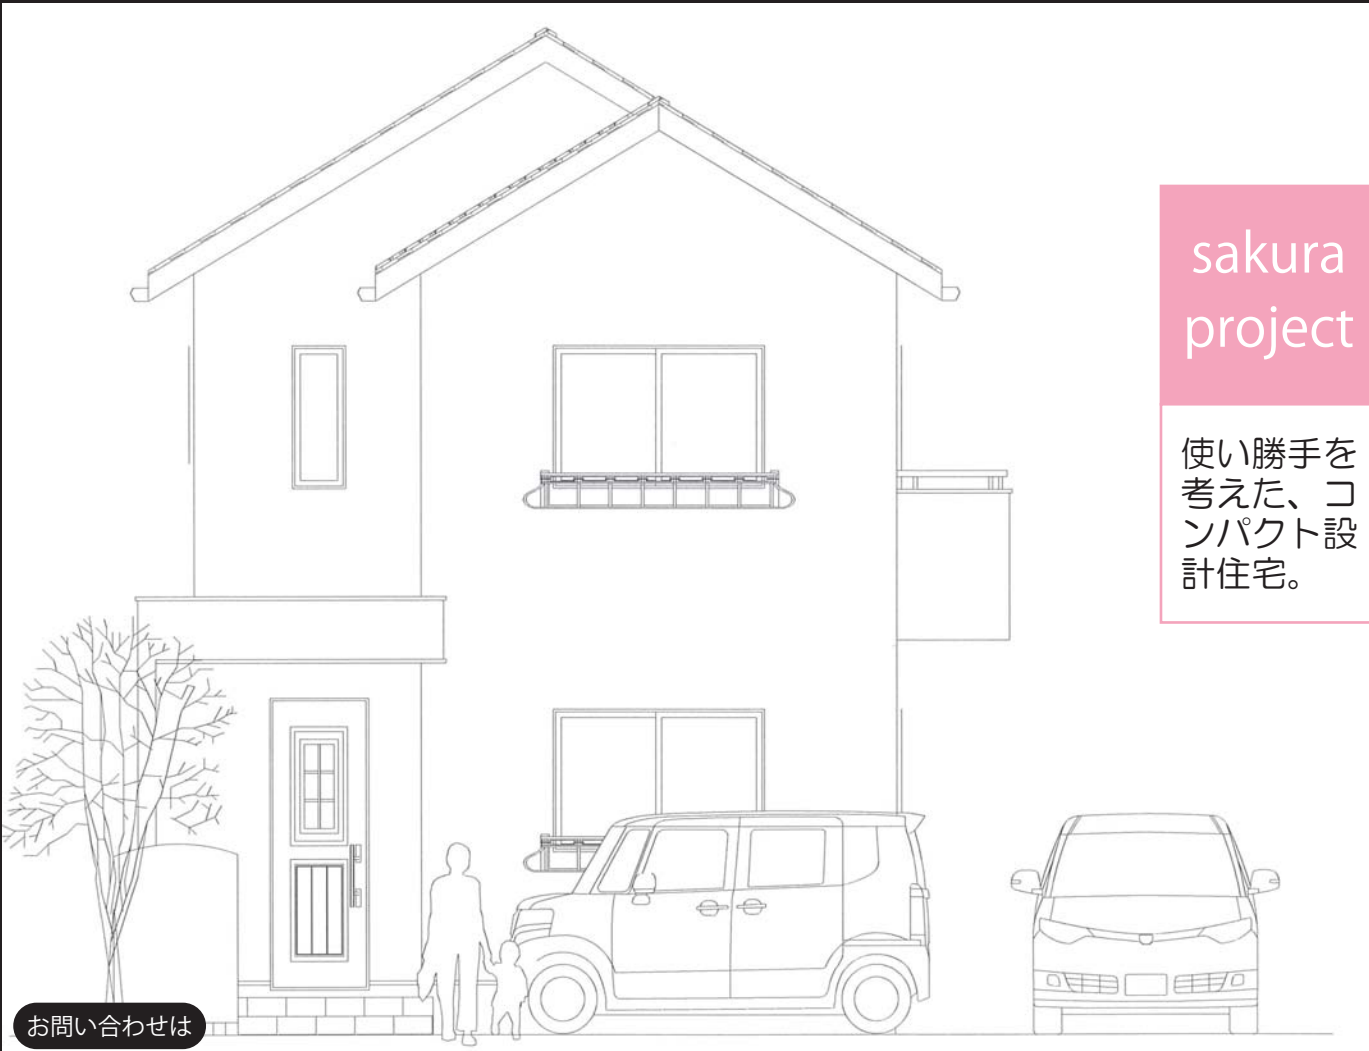 sakura
project
使い勝手を
考えた、コ
ンパクト設
計住宅。
お問い合わせは